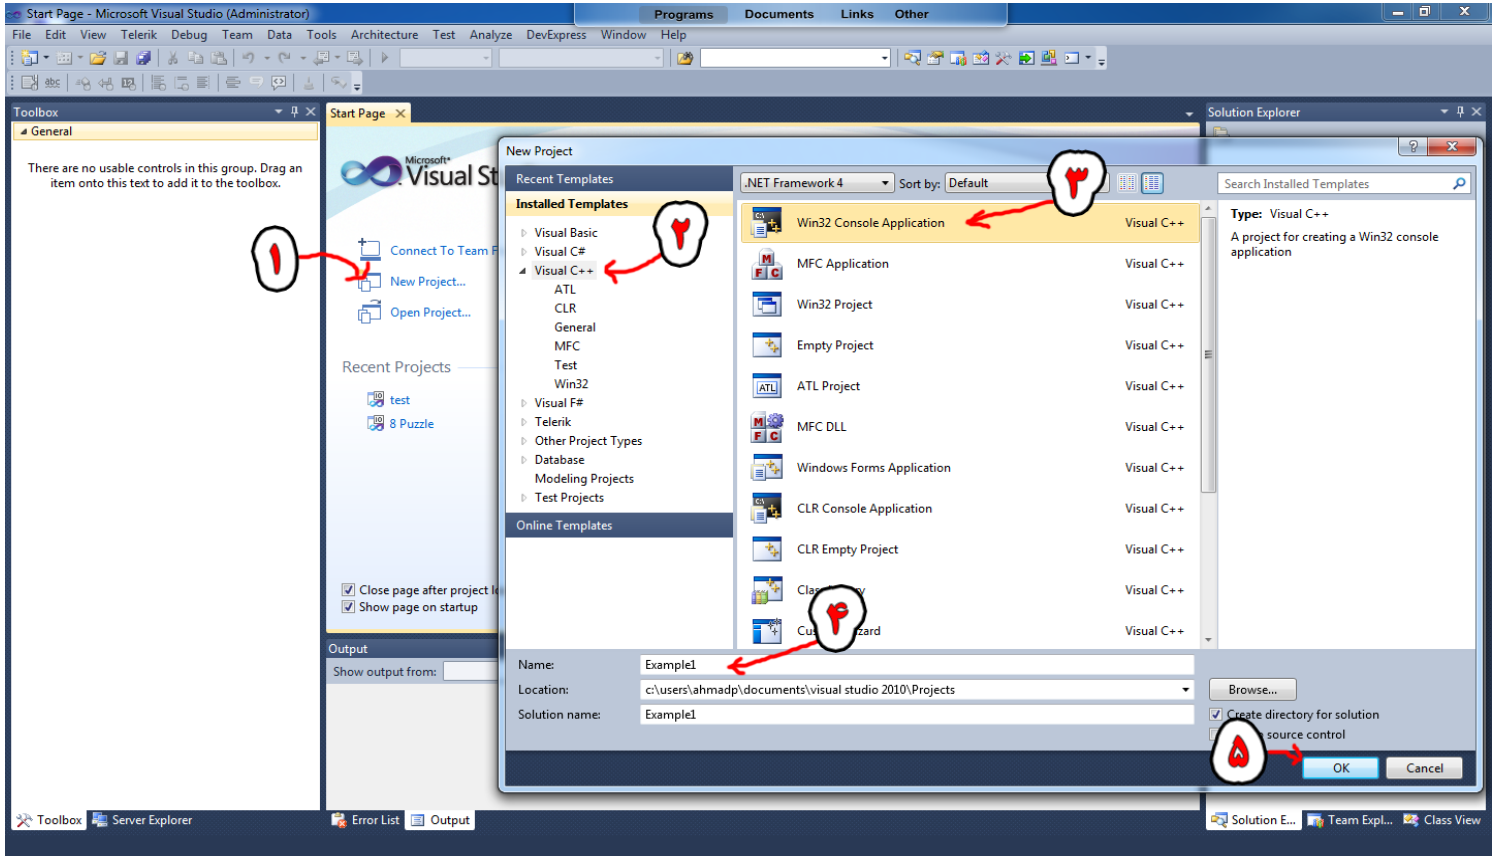 Start Page - Microsoft Visual Studio (Administrator)
Programs Documents Links Other
File Edit View Telerik Debug Team Data Tools Architecture Test Analyze DevExpress Window Help
Toolbox
General
There are no usable controls in this group. Drag an
item onto this text to add it to the toolbox.
Start Page
Microsoft
Visual St
۱
Connect To Team F
New Project...
Open Project...
Recent Projects
test
8 Puzzle
Close page after project lo
Show page on startup
Output
Show output from:
New Project
Recent Templates
Installed Templates
۲
Visual Basic
Visual C#
Visual C++
ATL
CLR
General
MFC
Test
Win32
Visual F#
Telerik
Other Project Types
Database
Modeling Projects
Test Projects
Online Templates
.NET Framework 4 Sort by: Default
۳
Win32 Console Application Visual C++
MFC Application Visual C++
Win32 Project Visual C++
Empty Project Visual C++
ATL Project Visual C++
MFC DLL Visual C++
Windows Forms Application Visual C++
CLR Console Application Visual C++
CLR Empty Project Visual C++
Visual C++
Visual C++
۴
Search Installed Templates
Type: Visual C++
A project for creating a Win32 console
application
Name: Example1
Location: c:\users\ahmadp\documents\visual studio 2010\Projects Browse...
Solution name: Example1
Create directory for solution
source control
۵
OK Cancel
Solution Explorer
Toolbox Server Explorer
Error List Output
Solution E... Team Expl... Class View